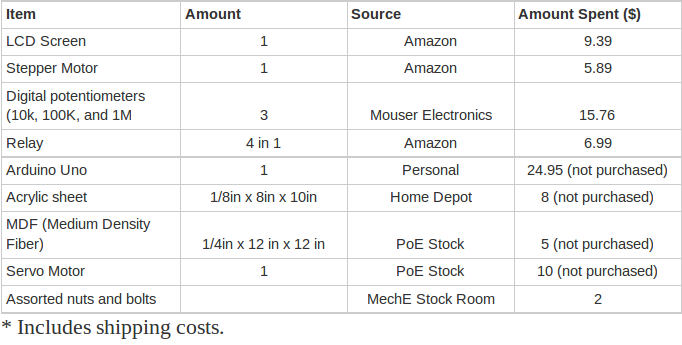 Item Amount Source Amount Spent ($)
LCD Screen 1 Amazon 9.39
Stepper Motor 1 Amazon 5.89
Digital potentiometers
(10k, 100K, and 1M 3 Mouser Electronics 15.76
Relay 4 in 1 Amazon 6.99
Arduino Uno 1 Personal 24.95 (not purchased)
Acrylic sheet 1/8in x 8in x 10in Home Depot 8 (not purchased)
MDF (Medium Density
Fiber) 1/4in x 12 in x 12 in PoE Stock 5 (not purchased)
Servo Motor 1 PoE Stock 10 (not purchased)
Assorted nuts and bolts MechE Stock Room 2
* Includes shipping costs.